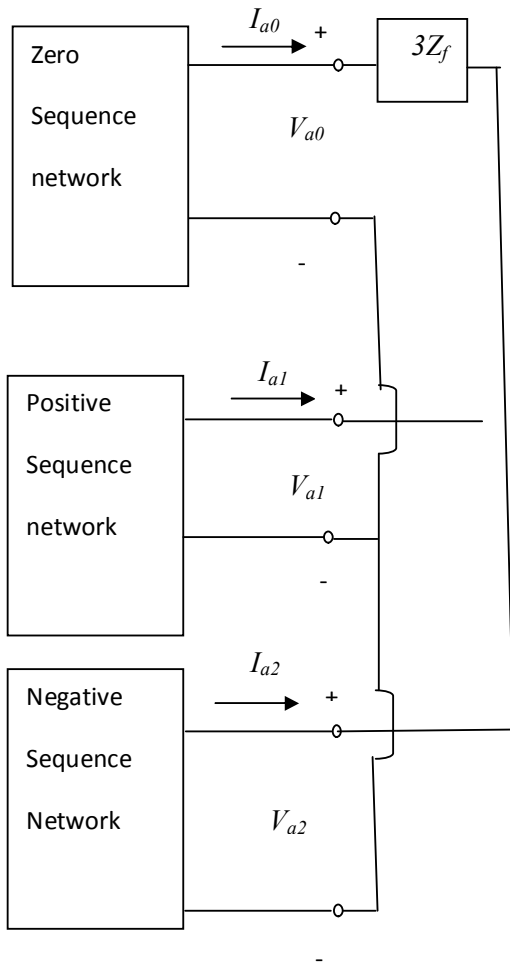 I_{a0}
+
Zero
Sequence
network
3Z_f
V_{a0}
-
I_{a1}
+
Positive
Sequence
network
V_{a1}
-
I_{a2}
+
Negative
Sequence
Network
V_{a2}
-